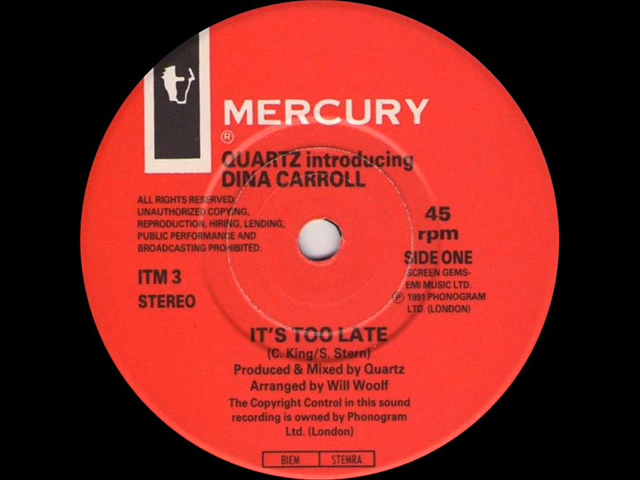 MERCURY
®
QUARTZ introducing
DINA CARROLL
ALL RIGHTS RESERVED
UNAUTHORIZED COPYING,
REPRODUCTION, HIRING, LENDING,
PUBLIC PERFORMANCE AND
BROADCASTING PROHIBITED.
45
rpm
ITM 3
STEREO
SIDE ONE
SCREEN GEMS-
EMI MUSIC LTD.
℗ 1991 PHONOGRAM
LTD. (LONDON)
IT'S TOO LATE
(C. King/S. Stern)
Produced & Mixed by Quartz
Arranged by Will Woolf
The Copyright Control in this sound
recording is owned by Phonogram
Ltd. (London)
BIEM STEMRA